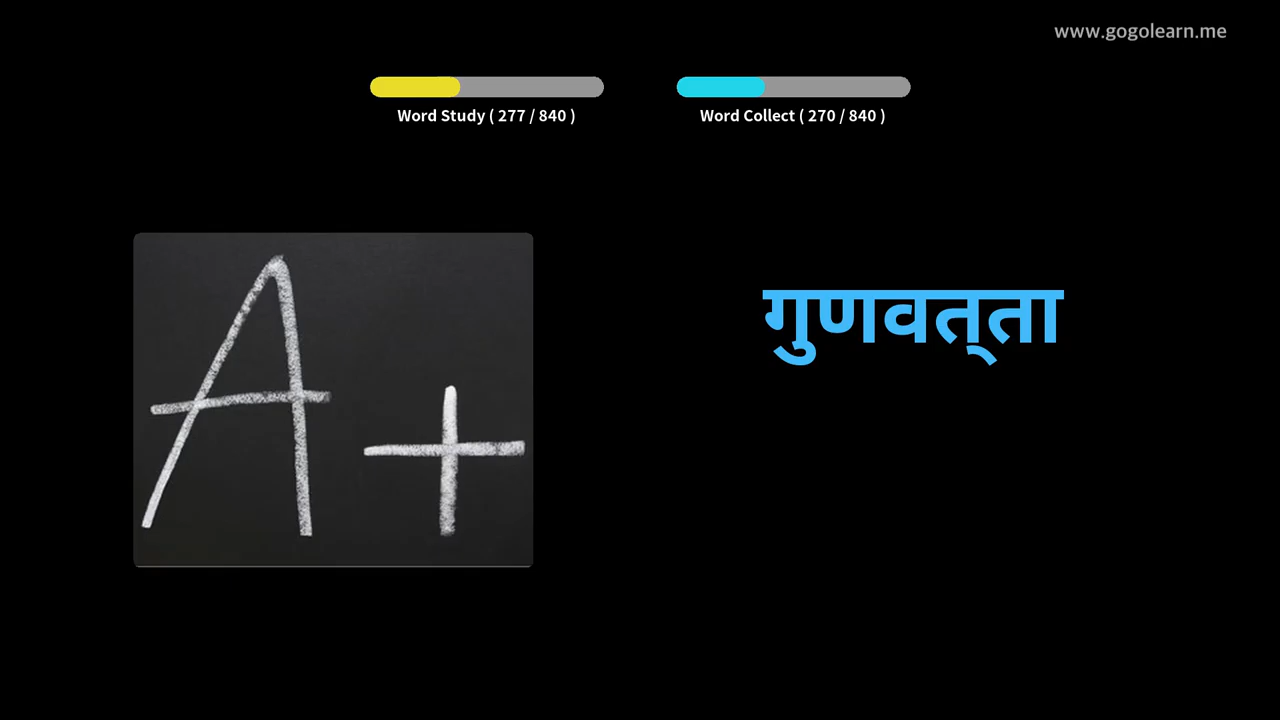 www.gogolearn.me
Word Study ( 277 / 840 )
Word Collect ( 270 / 840 )
A+
गुणवत्‌ता